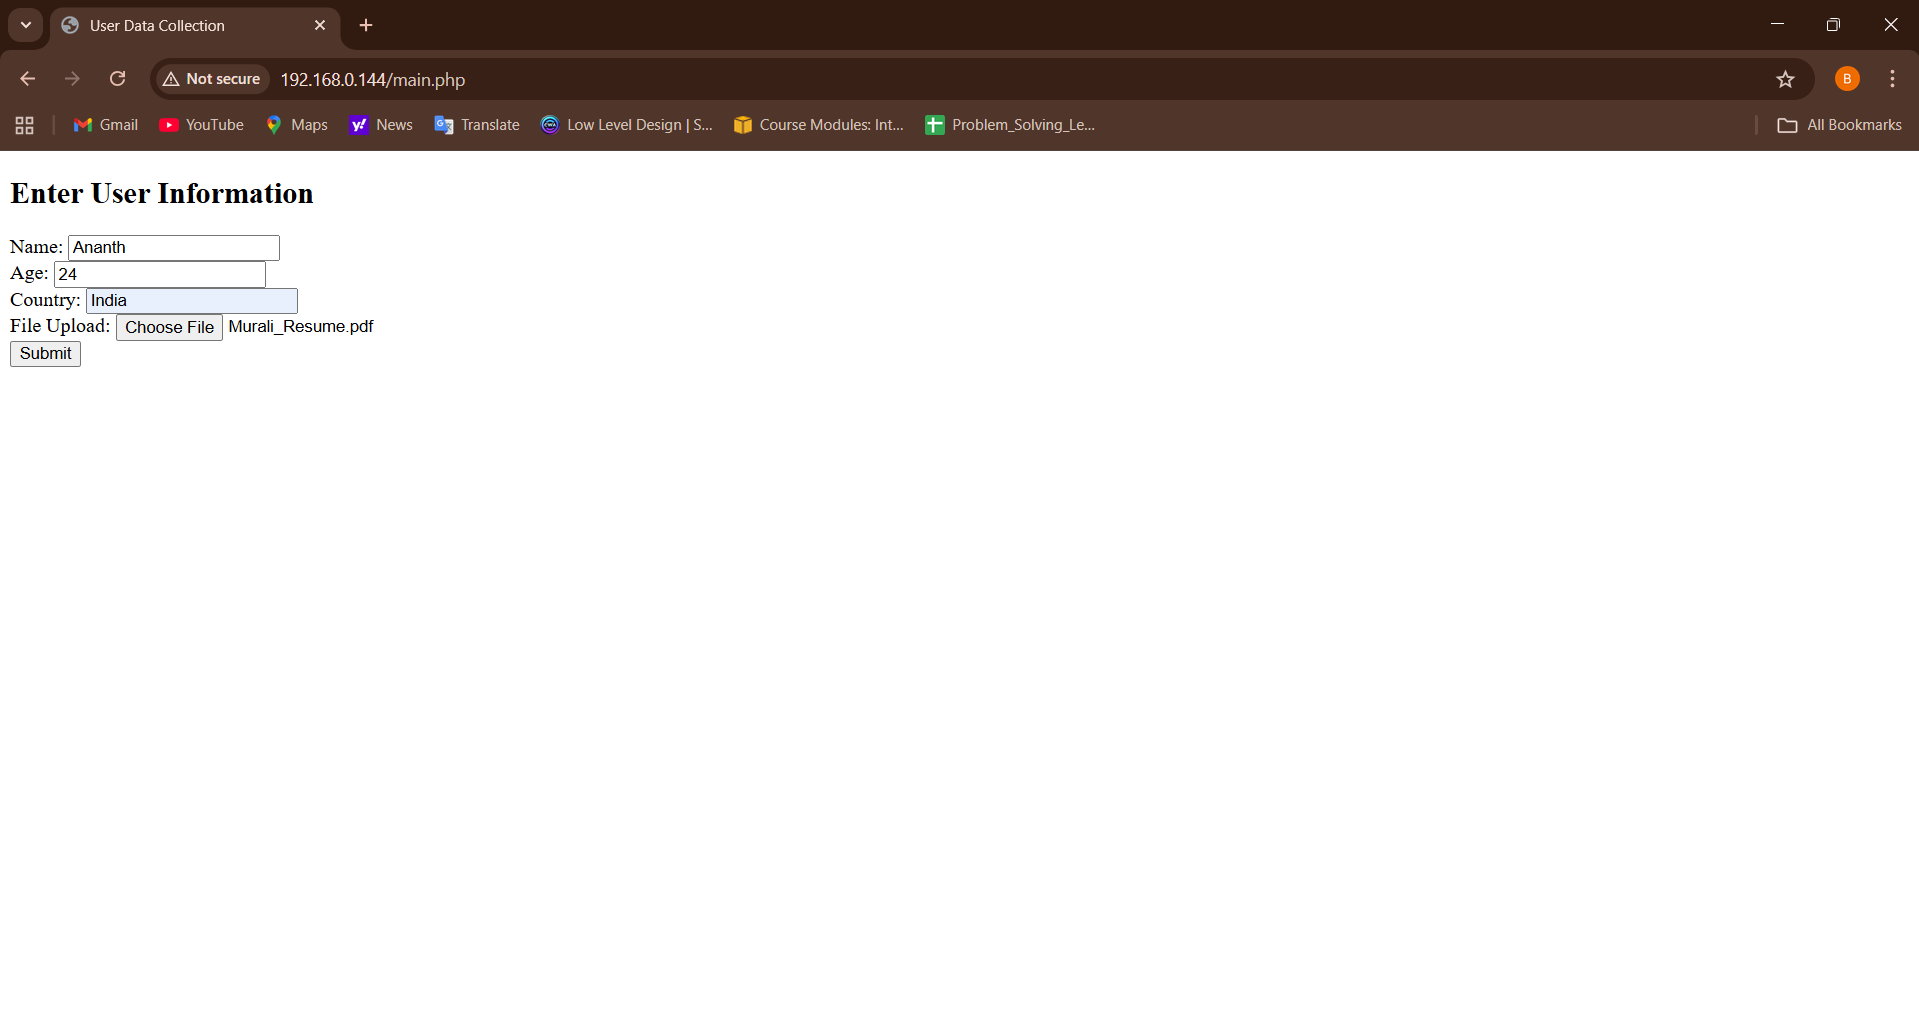 User Data Collection
Not secure 192.168.0.144/main.php
B
Gmail YouTube Maps News Translate Low Level Design | S... Course Modules: Int... Problem_Solving_Le... All Bookmarks
Enter User Information
Name: Ananth
Age: 24
Country: India
File Upload: Choose File Murali_Resume.pdf
Submit